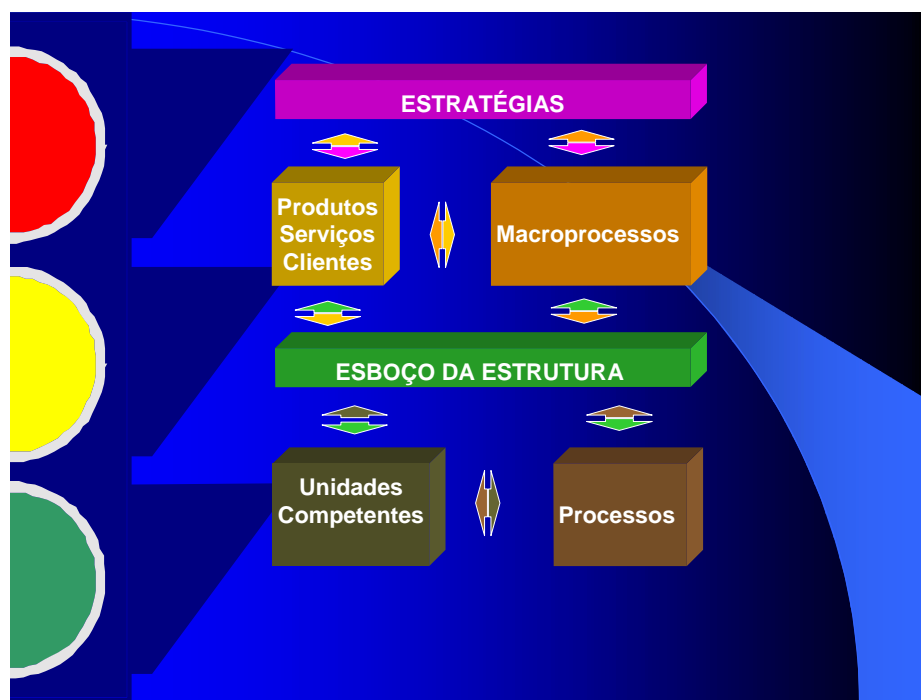 ESTRATÉGIAS
Produtos
Serviços
Clientes
Macroprocessos
ESBOÇO DA ESTRUTURA
Unidades
Competentes
Processos